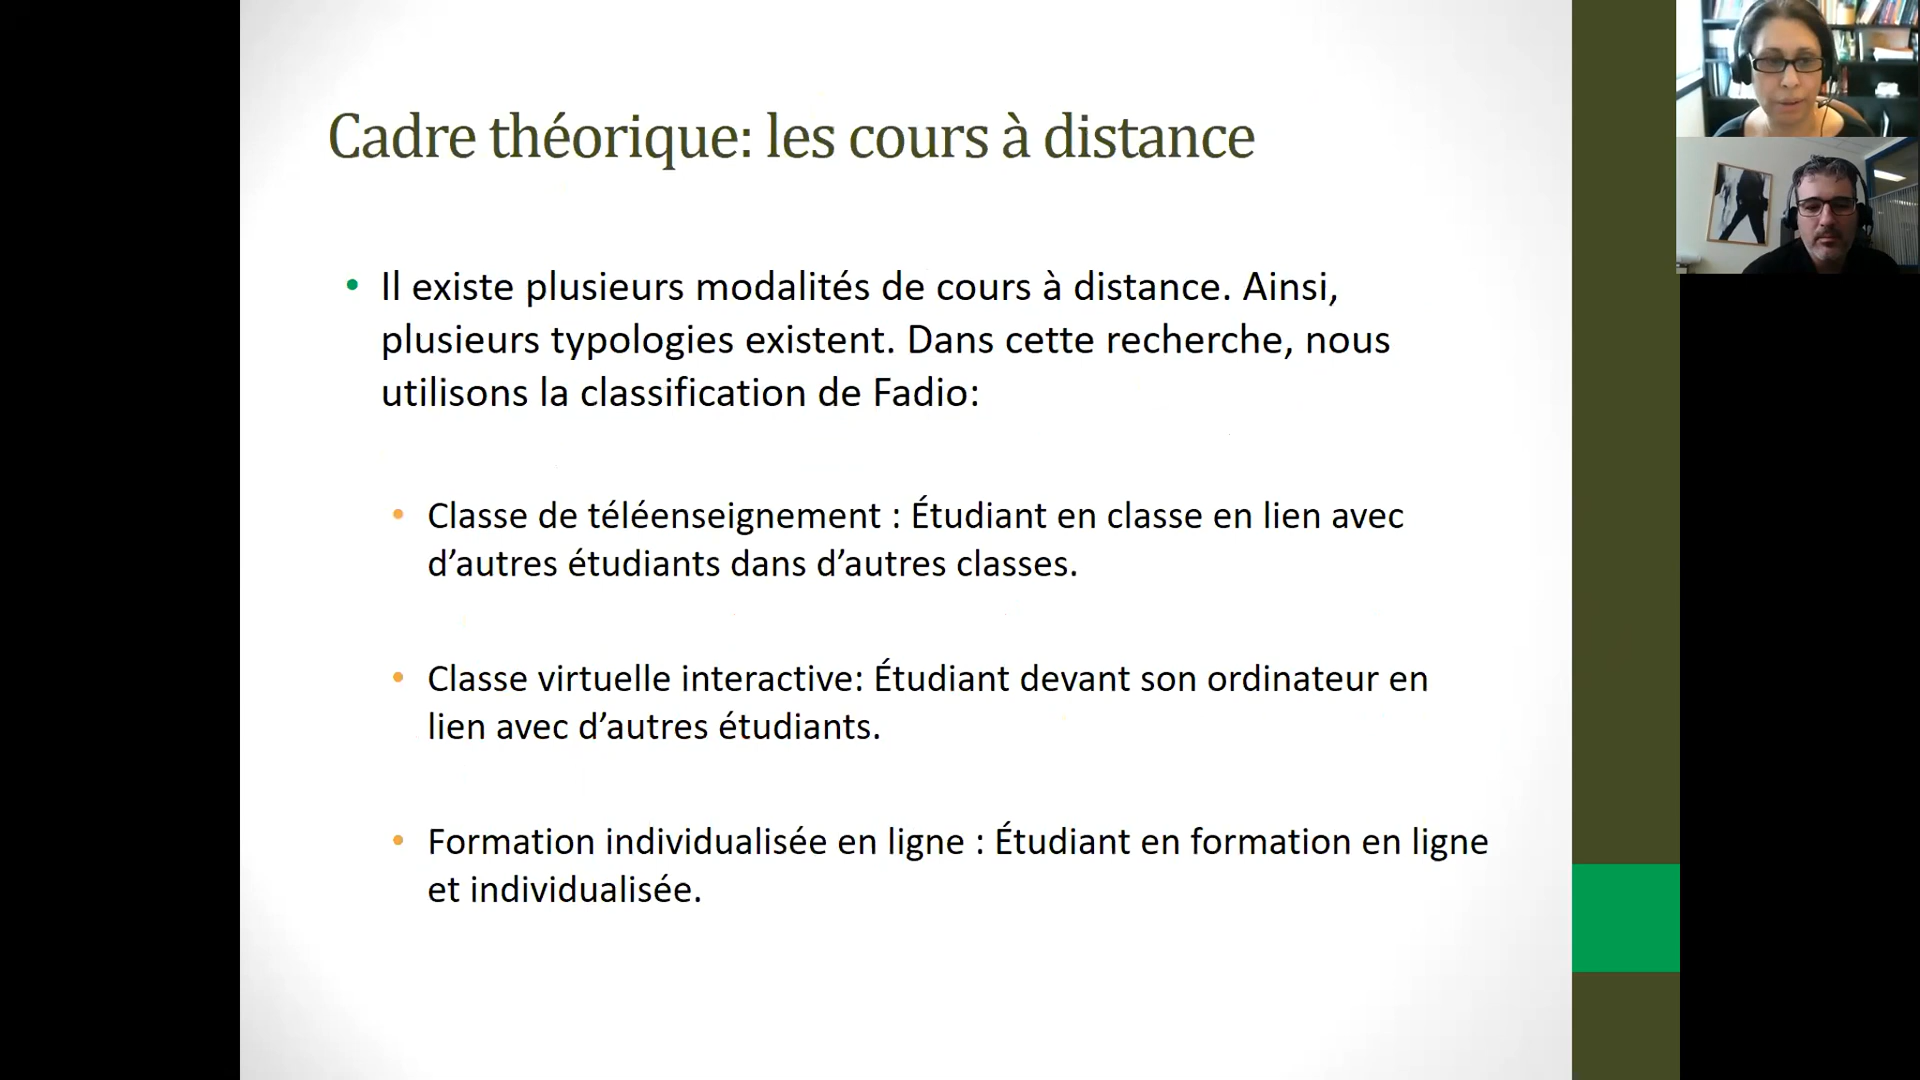 Cadre théorique: les cours à distance
• Il existe plusieurs modalités de cours à distance. Ainsi,
plusieurs typologies existent. Dans cette recherche, nous
utilisons la classification de Fadio:
• Classe de téléenseignement : Étudiant en classe en lien avec
d’autres étudiants dans d’autres classes.
• Classe virtuelle interactive: Étudiant devant son ordinateur en
lien avec d’autres étudiants.
• Formation individualisée en ligne : Étudiant en formation en ligne
et individualisée.